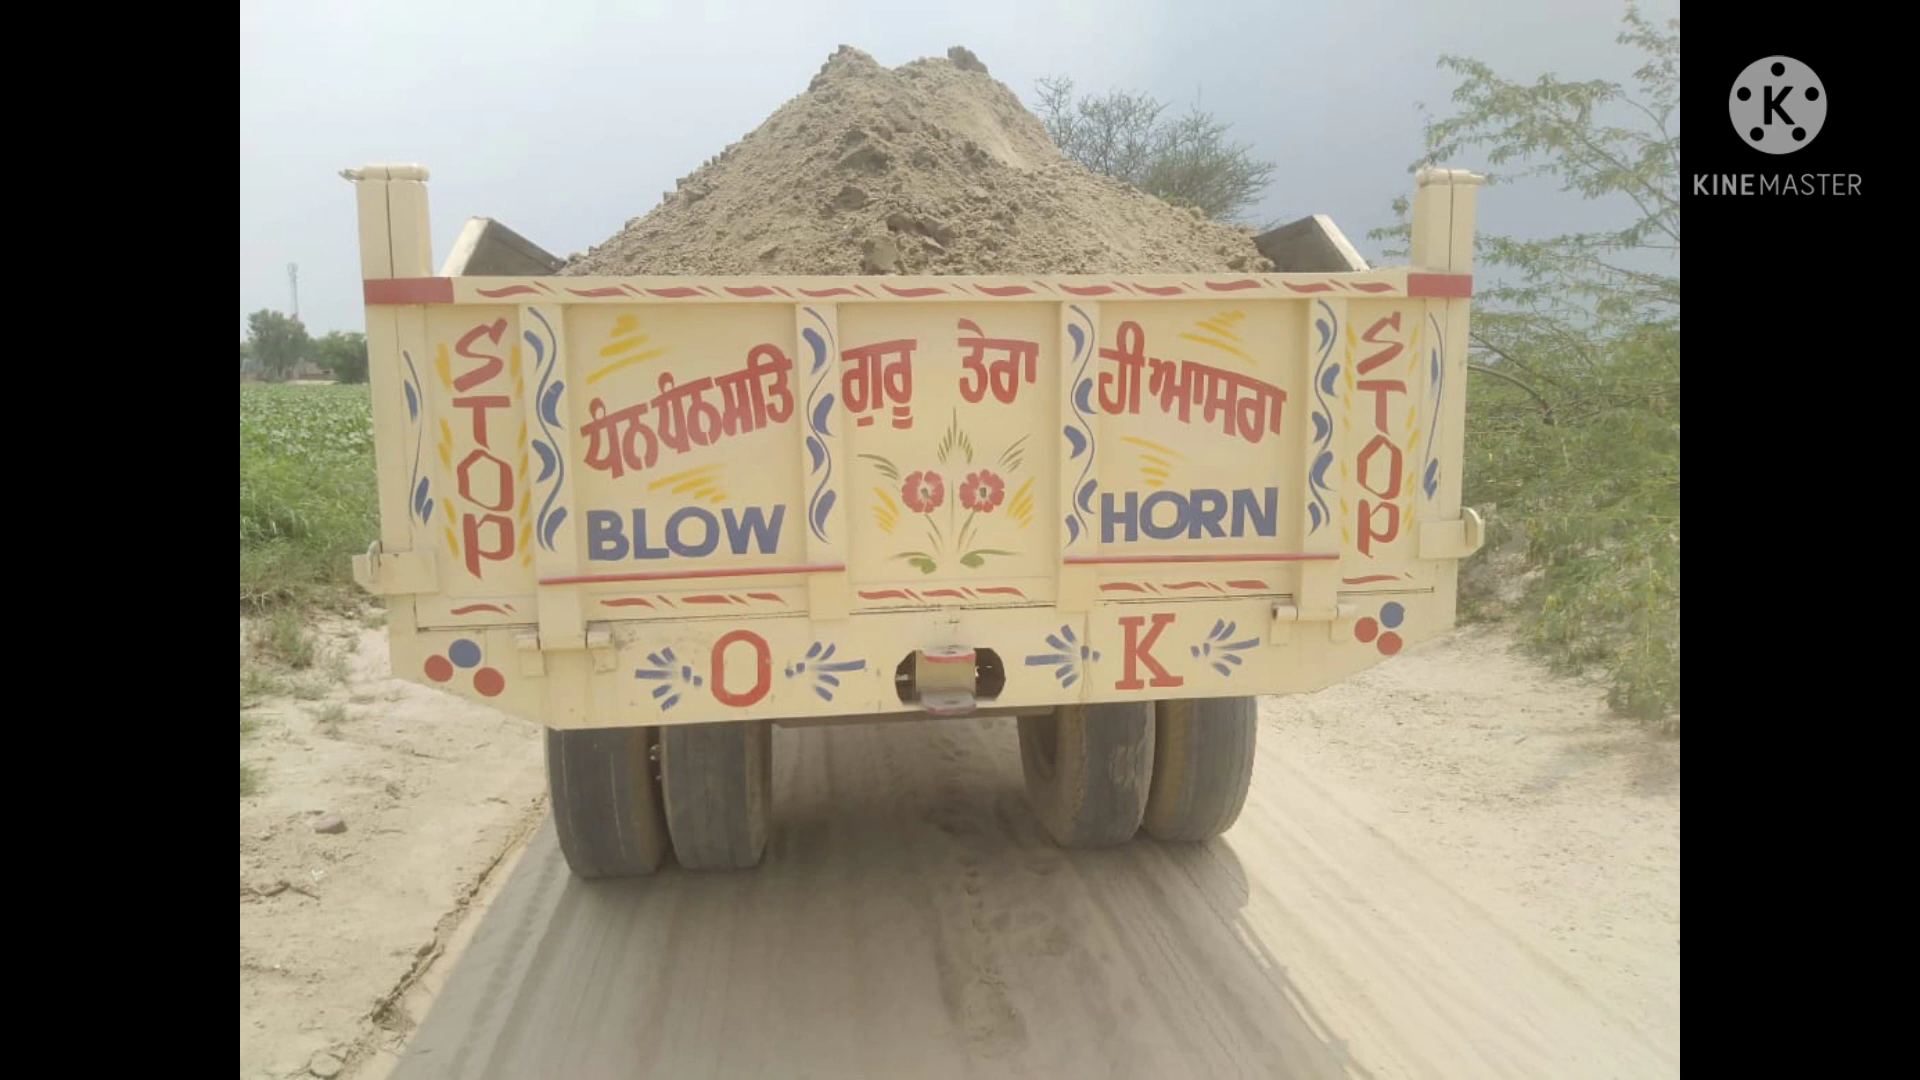 ਧੰਨ ਧੰਨ ਸਤਿ ਗੁਰੂ ਤੇਰਾ ਹੀ ਆਸਰਾ
STOP
STOP
BLOW HORN
O K
KINEMASTER